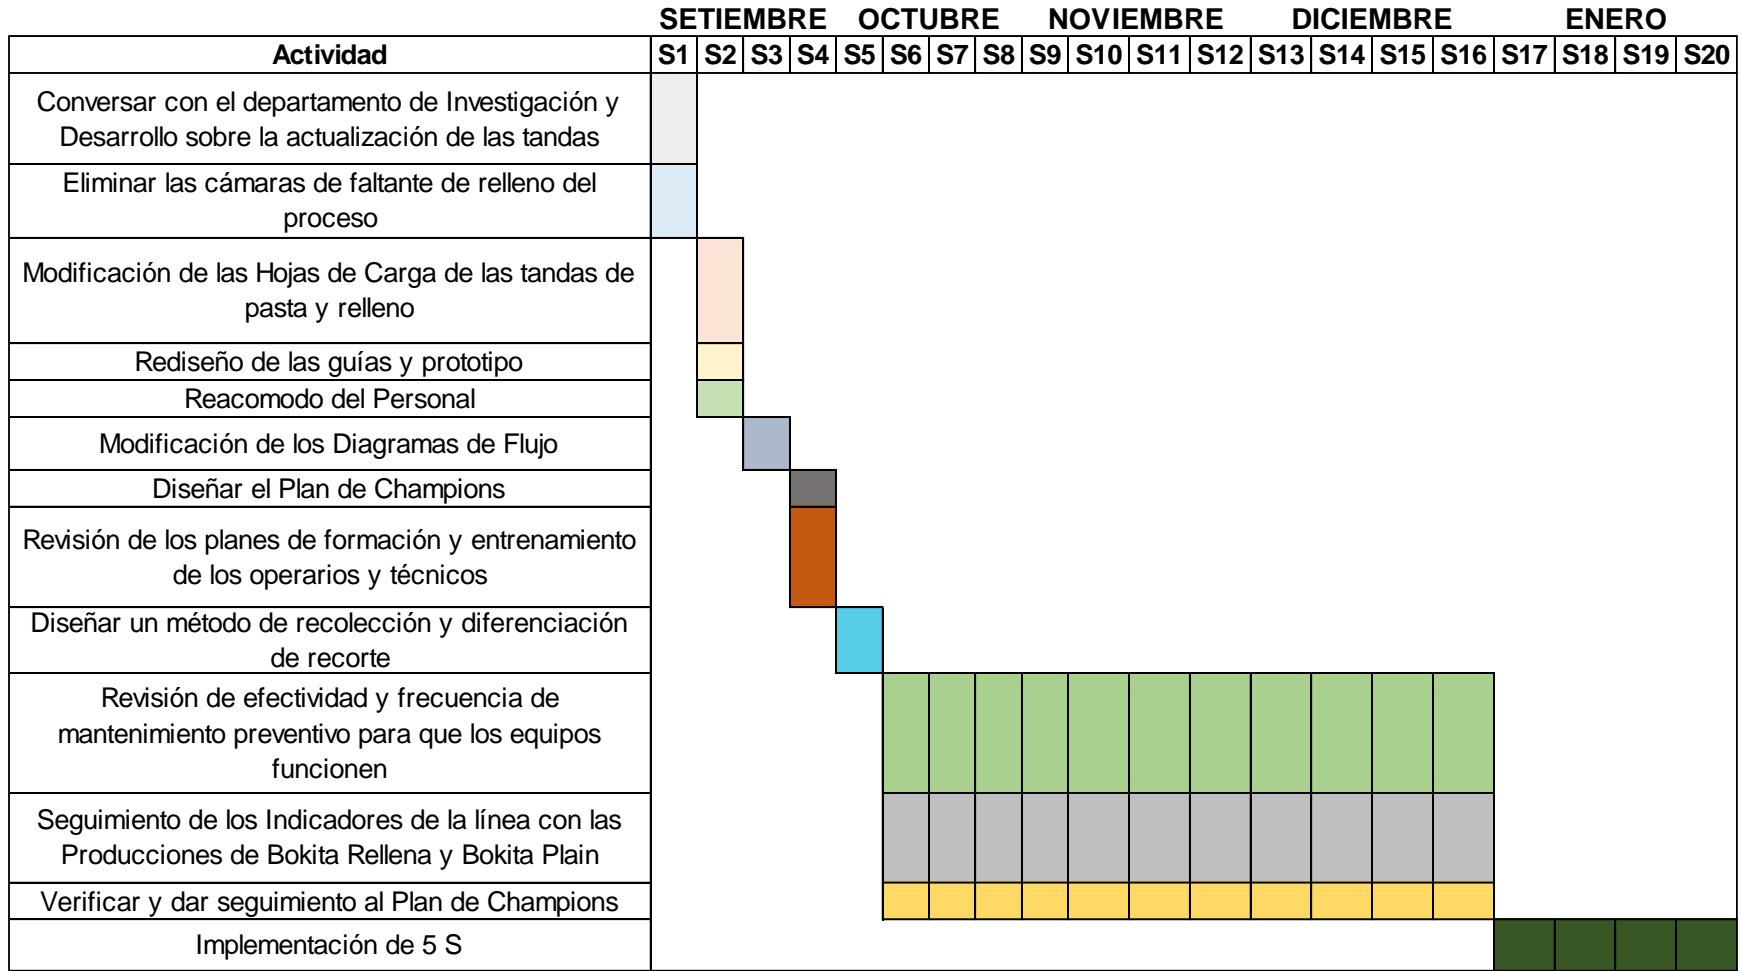 SETIEMBRE OCTUBRE NOVIEMBRE DICIEMBRE ENERO
Actividad S1 S2 S3 S4 S5 S6 S7 S8 S9 S10 S11 S12 S13 S14 S15 S16 S17 S18 S19 S20
Conversar con el departamento de Investigación y
Desarrollo sobre la actualización de las tandas
Eliminar las cámaras de faltante de relleno del
proceso
Modificación de las Hojas de Carga de las tandas de
pasta y relleno
Rediseño de las guías y prototipo
Reacomodo del Personal
Modificación de los Diagramas de Flujo
Diseñar el Plan de Champions
Revisión de los planes de formación y entrenamiento
de los operarios y técnicos
Diseñar un método de recolección y diferenciación
de recorte
Revisión de efectividad y frecuencia de
mantenimiento preventivo para que los equipos
funcionen
Seguimiento de los Indicadores de la línea con las
Producciones de Bokita Rellena y Bokita Plain
Verificar y dar seguimiento al Plan de Champions
Implementación de 5 S